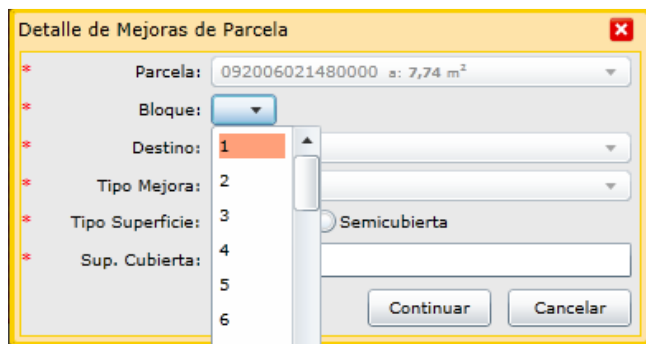 Detalle de Mejoras de Parcela
* Parcela: 092006021480000 a: 7,74 m²
* Bloque:
* Destino: 1
* Tipo Mejora: 2
* Tipo Superficie: 3 Semicubierta
* Sup. Cubierta: 4
5
Continuar Cancelar
6